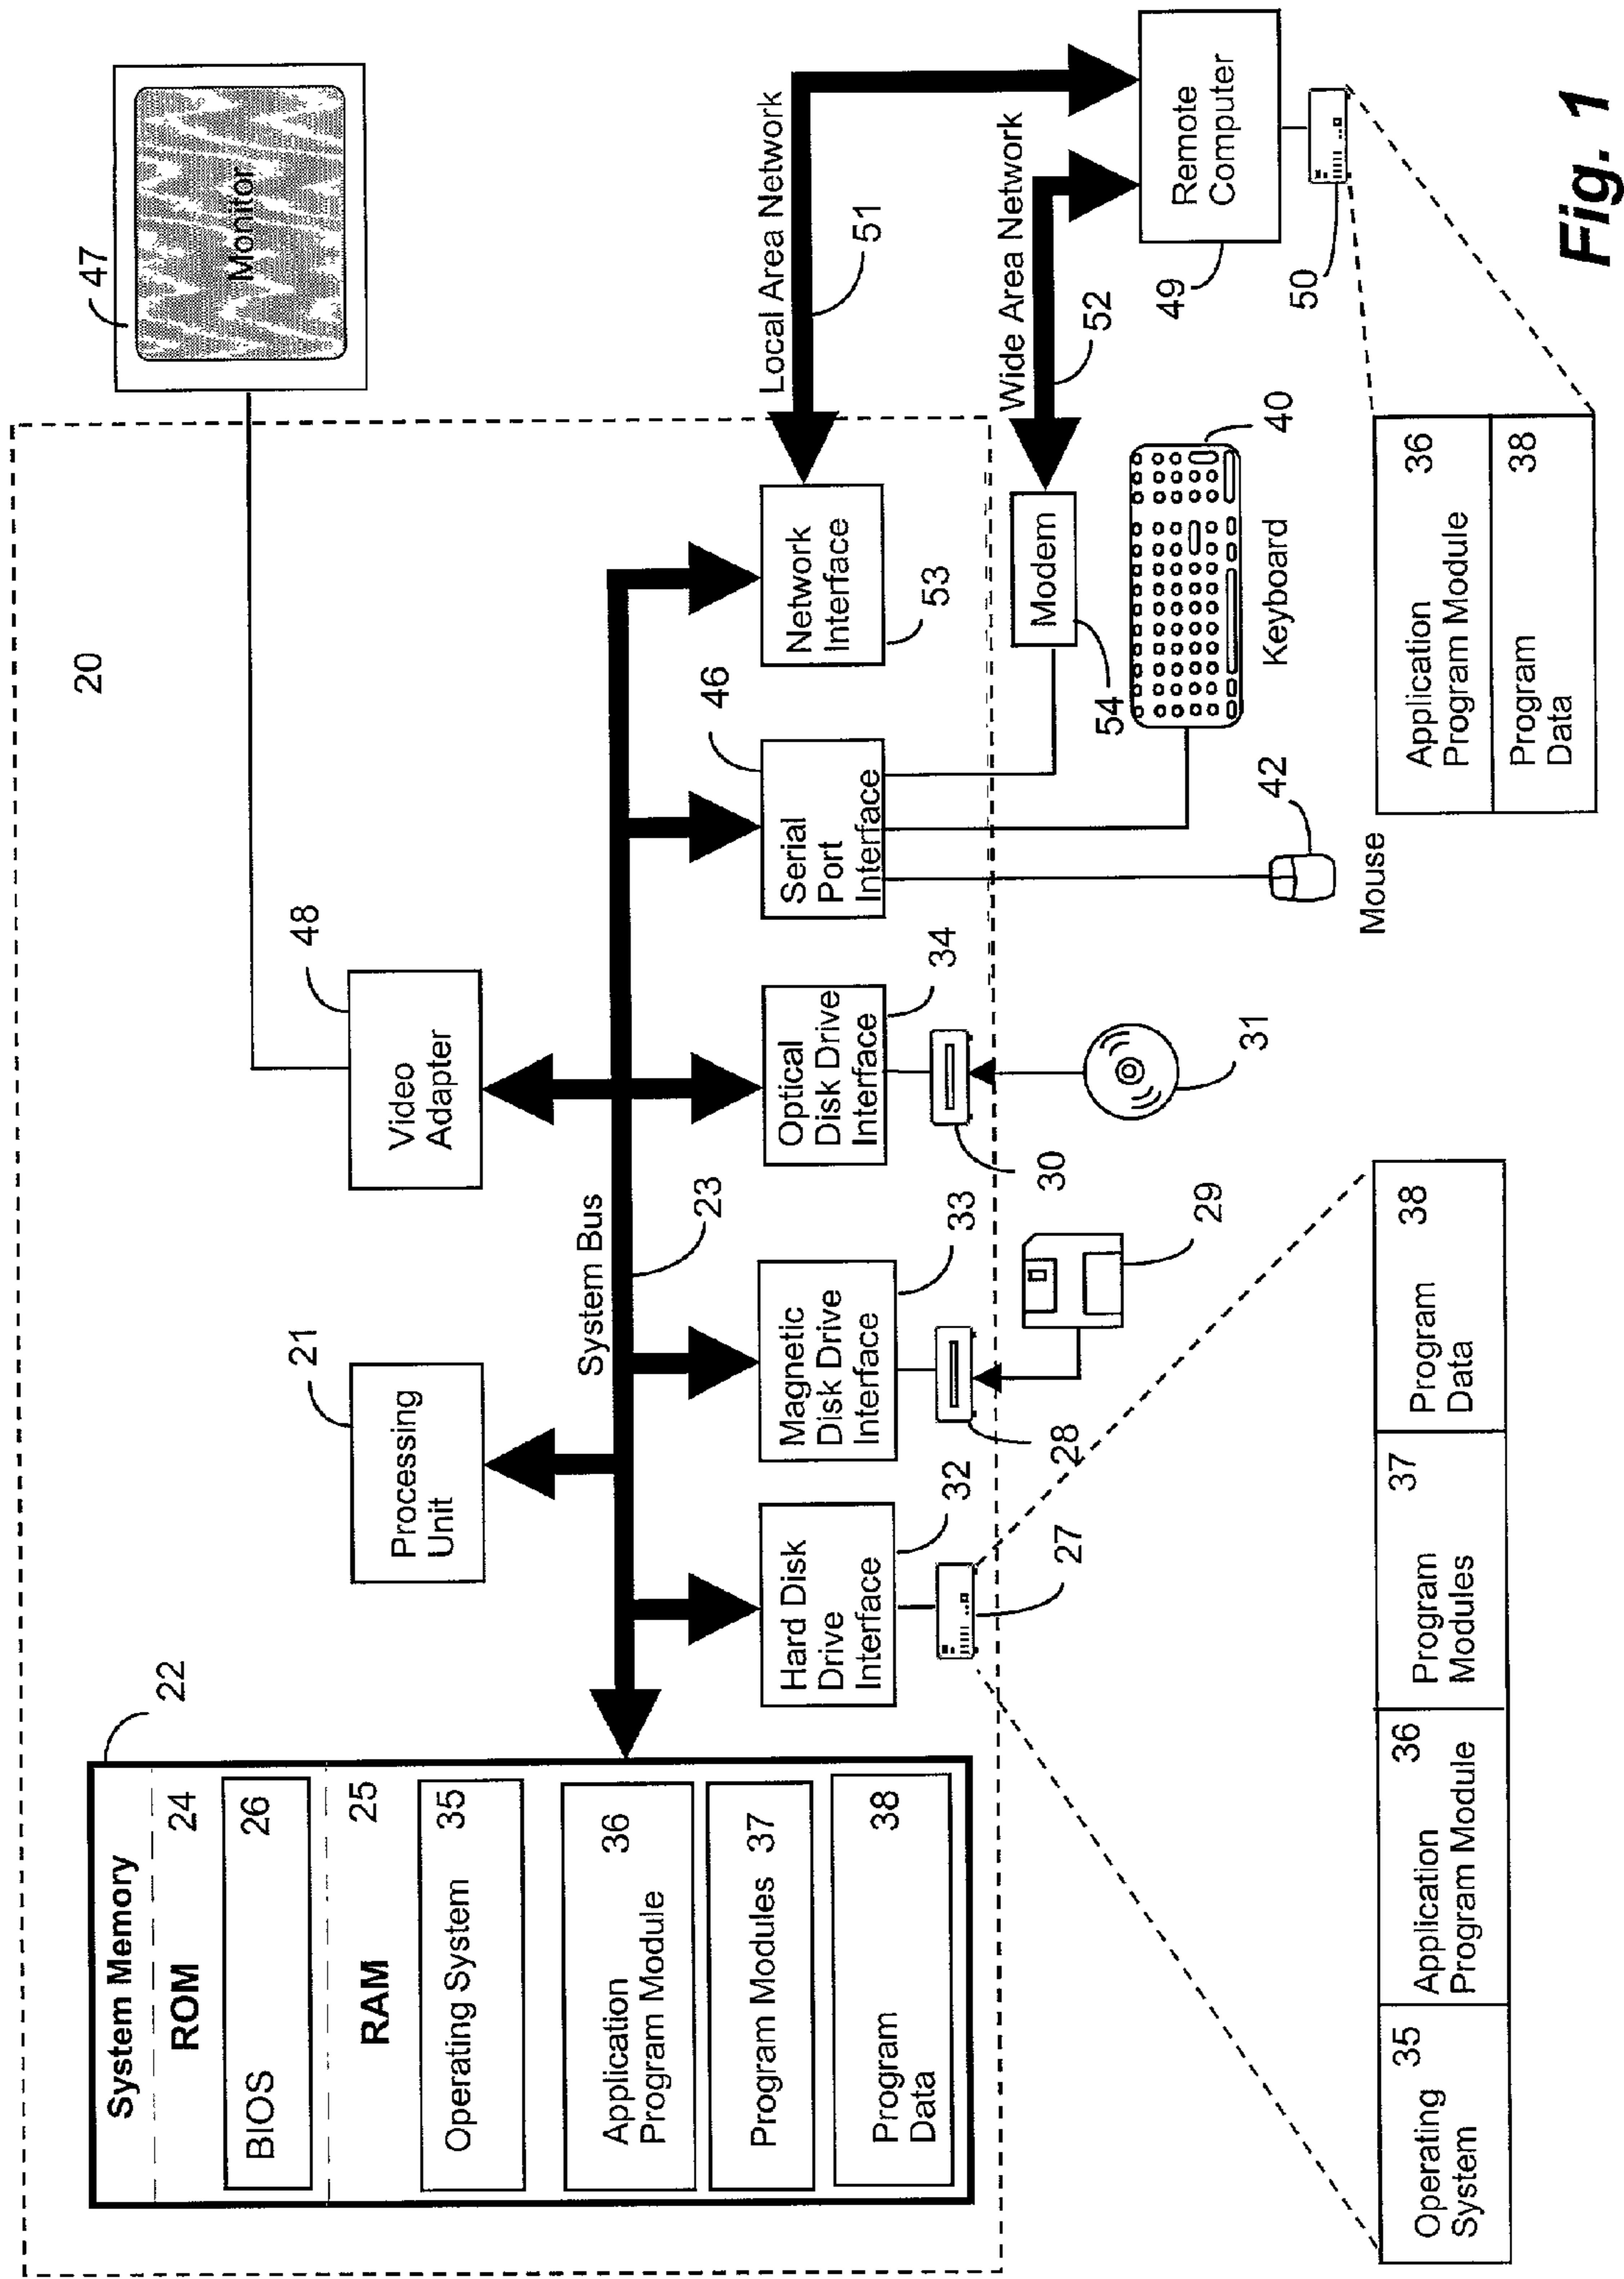 47
Monitor
20
System Memory
22
ROM
24
BIOS
26
RAM
25
Operating System
35
Application
Program Module
36
Program Modules
37
Program
Data
38
Processing
Unit
21
Video
Adapter
48
System Bus
23
Hard Disk
Drive
Interface
32
Magnetic
Disk Drive
Interface
33
Optical
Disk Drive
Interface
34
Serial
Port
Interface
46
Network
Interface
53
Local Area Network
51
27
28
30
29
31
Modem
54
Wide Area Network
52
Mouse
42
Keyboard
40
Remote
Computer
49
50
Operating
System
35
Application
Program Module
36
Program
Modules
37
Program
Data
38
Application
Program Module
36
Program
Data
38
Fig. 1